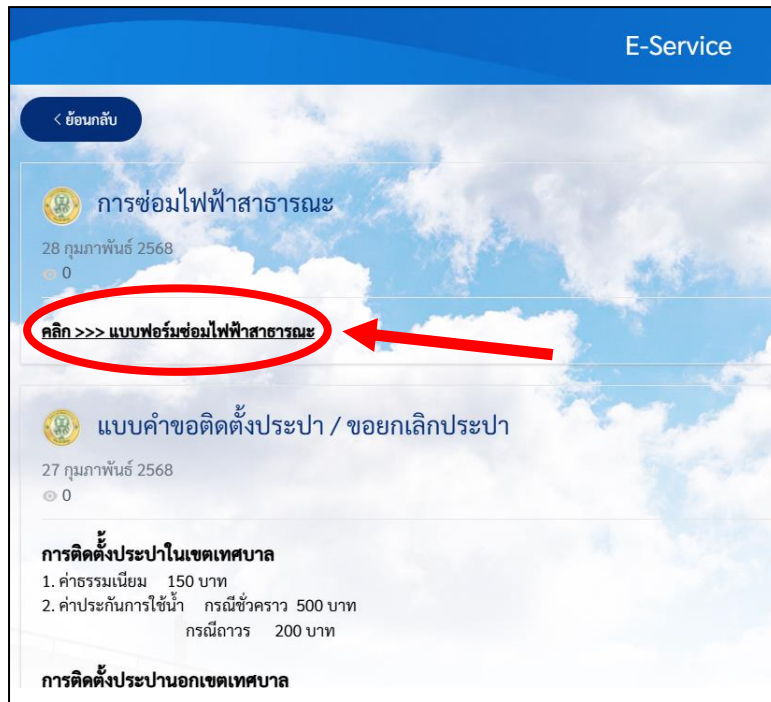 E-Service
< ย้อนกลับ
การซ่อมไฟฟ้าสาธารณะ
28 กุมภาพันธ์ 2568
0
คลิก >>> แบบฟอร์มซ่อมไฟฟ้าสาธารณะ
แบบคำขอติดตั้งประปา / ขอยกเลิกประปา
27 กุมภาพันธ์ 2568
0
การติดตั้งประปาในเขตเทศบาล
1. ค่าธรรมเนียม 150 บาท
2. ค่าประกันการใช้น้ำ กรณีชั่วคราว 500 บาท
กรณีถาวร 200 บาท
การติดตั้งประปานอกเขตเทศบาล